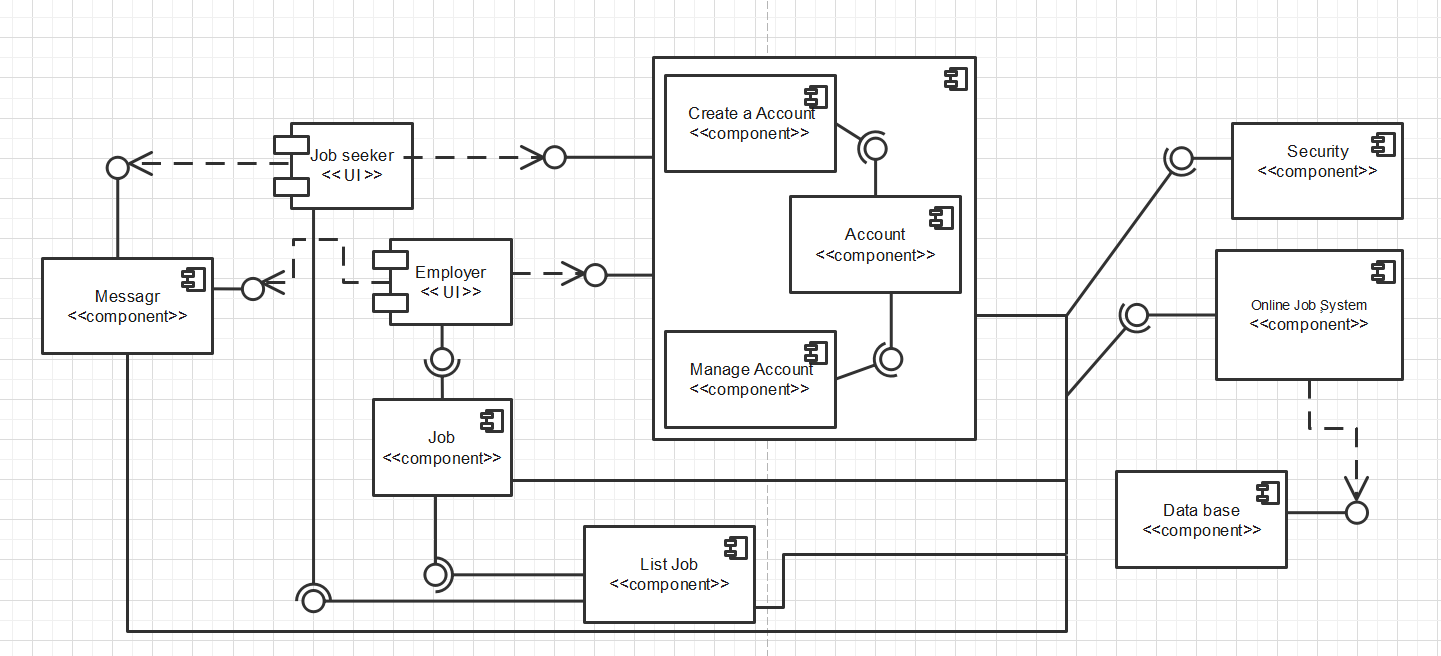 Create a Account
<<component>>
Job seeker
<< UI >>
Security
<<component>>
Account
<<component>>
Employer
<< UI >>
Messagr
<<component>>
Online Job System
<<component>>
Manage Account
<<component>>
Job
<<component>>
Data base
<<component>>
List Job
<<component>>